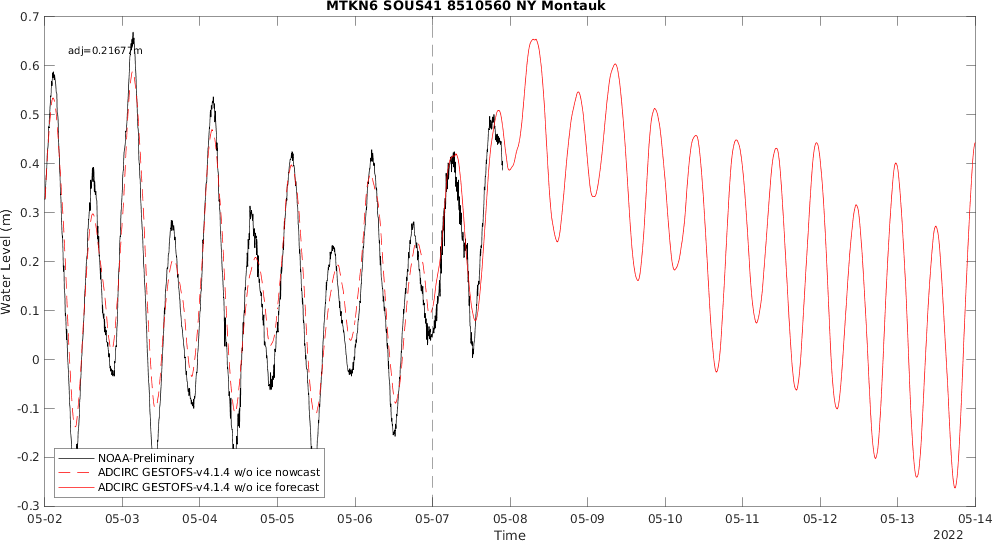 MTKN6 SOUS41 8510560 NY Montauk
0.7
0.6
0.5
0.4
0.3
0.2
0.1
0
-0.1
-0.2
-0.3
Water Level (m)
adj=0.2167 m
NOAA-Preliminary
ADCIRC GESTOFS-v4.1.4 w/o ice nowcast
ADCIRC GESTOFS-v4.1.4 w/o ice forecast
05-02 05-03 05-04 05-05 05-06 05-07 05-08 05-09 05-10 05-11 05-12 05-13 05-14
Time
2022